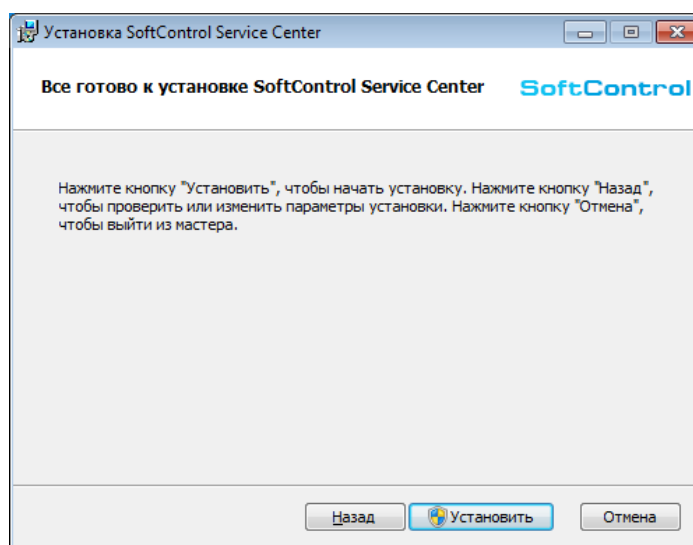 Установка SoftControl Service Center
Все готово к установке SoftControl Service Center
SoftControl
Нажмите кнопку "Установить", чтобы начать установку. Нажмите кнопку "Назад",
чтобы проверить или изменить параметры установки. Нажмите кнопку "Отмена",
чтобы выйти из мастера.
Назад
Установить
Отмена